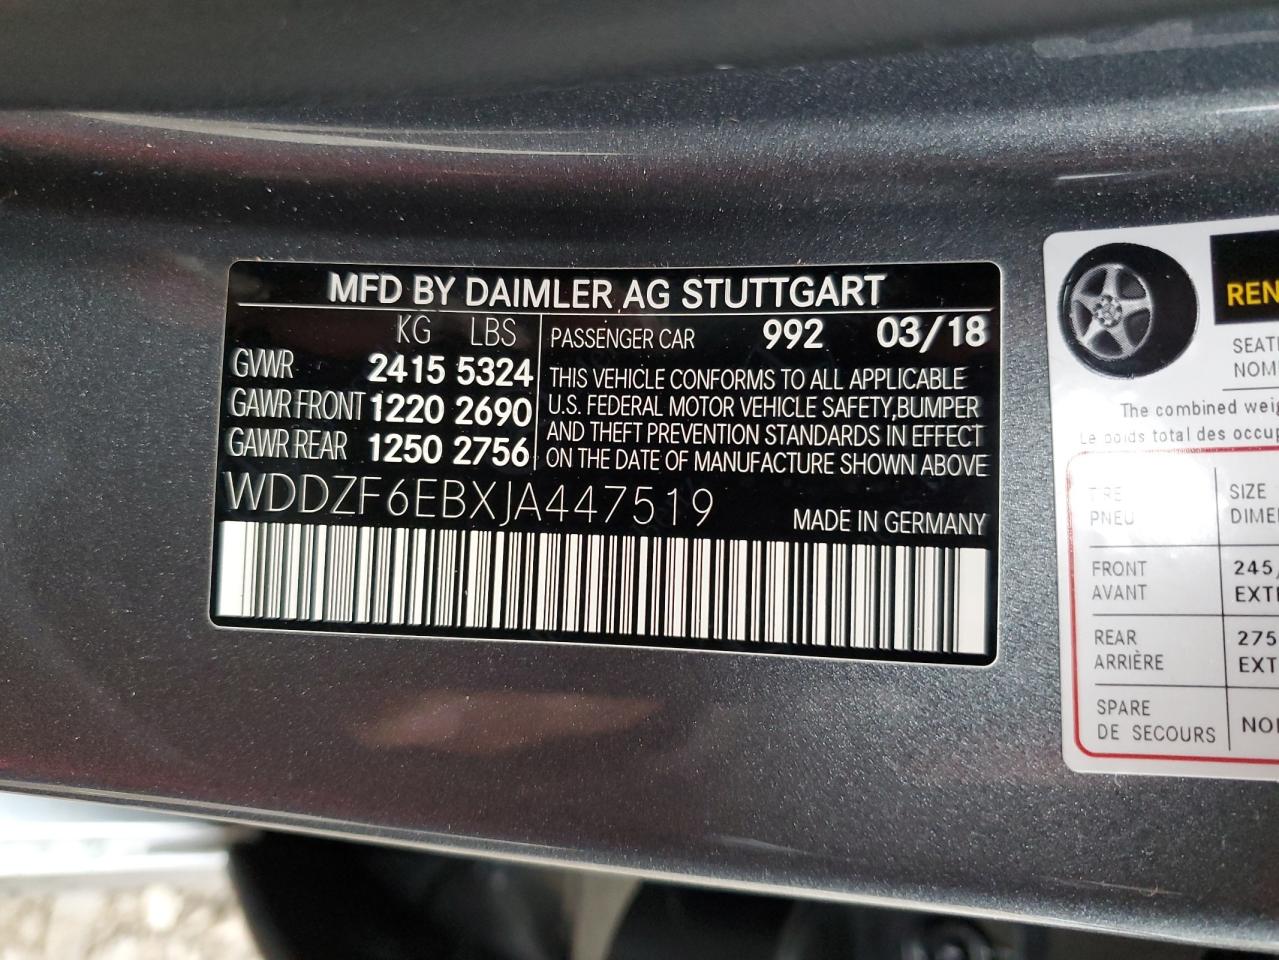 MFD BY DAIMLER AG STUTTGART
KG LBS
GVWR 2415 5324
GAWR FRONT 1220 2690
GAWR REAR 1250 2756
PASSENGER CAR 992 03/18
THIS VEHICLE CONFORMS TO ALL APPLICABLE
U.S. FEDERAL MOTOR VEHICLE SAFETY,BUMPER
AND THEFT PREVENTION STANDARDS IN EFFECT
ON THE DATE OF MANUFACTURE SHOWN ABOVE
WDDZF6EBXJA447519
MADE IN GERMANY
REN
SEATI
NOM
The combined weig
Le poids total des occup
TIRE SIZE
PNEU DIME
FRONT 245/
AVANT EXT
REAR 275
ARRIÈRE EXT
SPARE
DE SECOURS NO